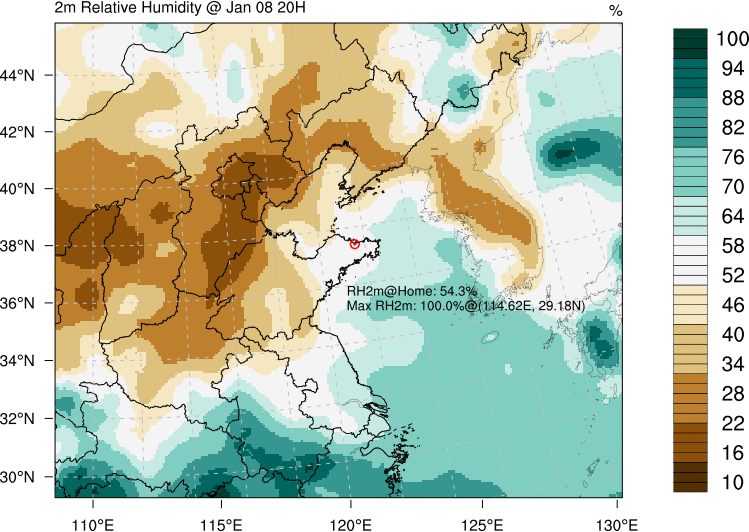 2m Relative Humidity @ Jan 08 20H
%
44°N
42°N
40°N
38°N
36°N
34°N
32°N
30°N
110°E
115°E
120°E
125°E
130°E
RH2m@Home: 54.3%
Max RH2m: 100.0%@(114.62E, 29.18N)
100
94
88
82
76
70
64
58
52
46
40
34
28
22
16
10